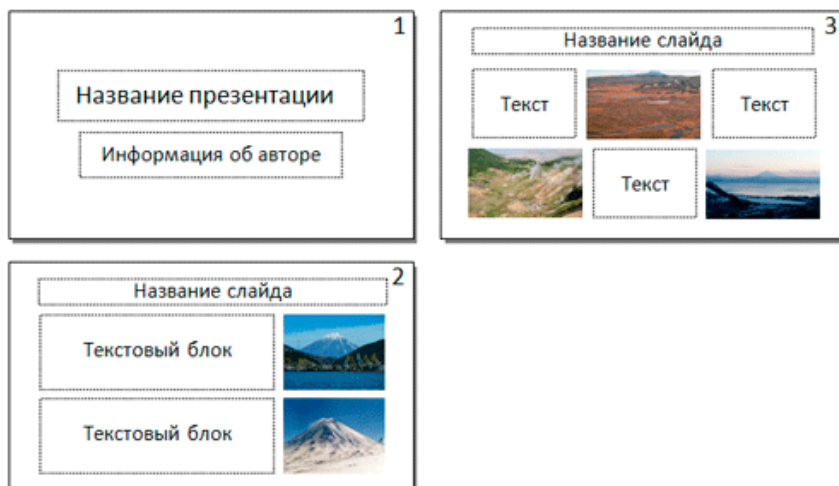 1
Название презентации
Информация об авторе
2
Название слайда
Текстовый блок
Текстовый блок
3
Название слайда
Текст
Текст
Текст